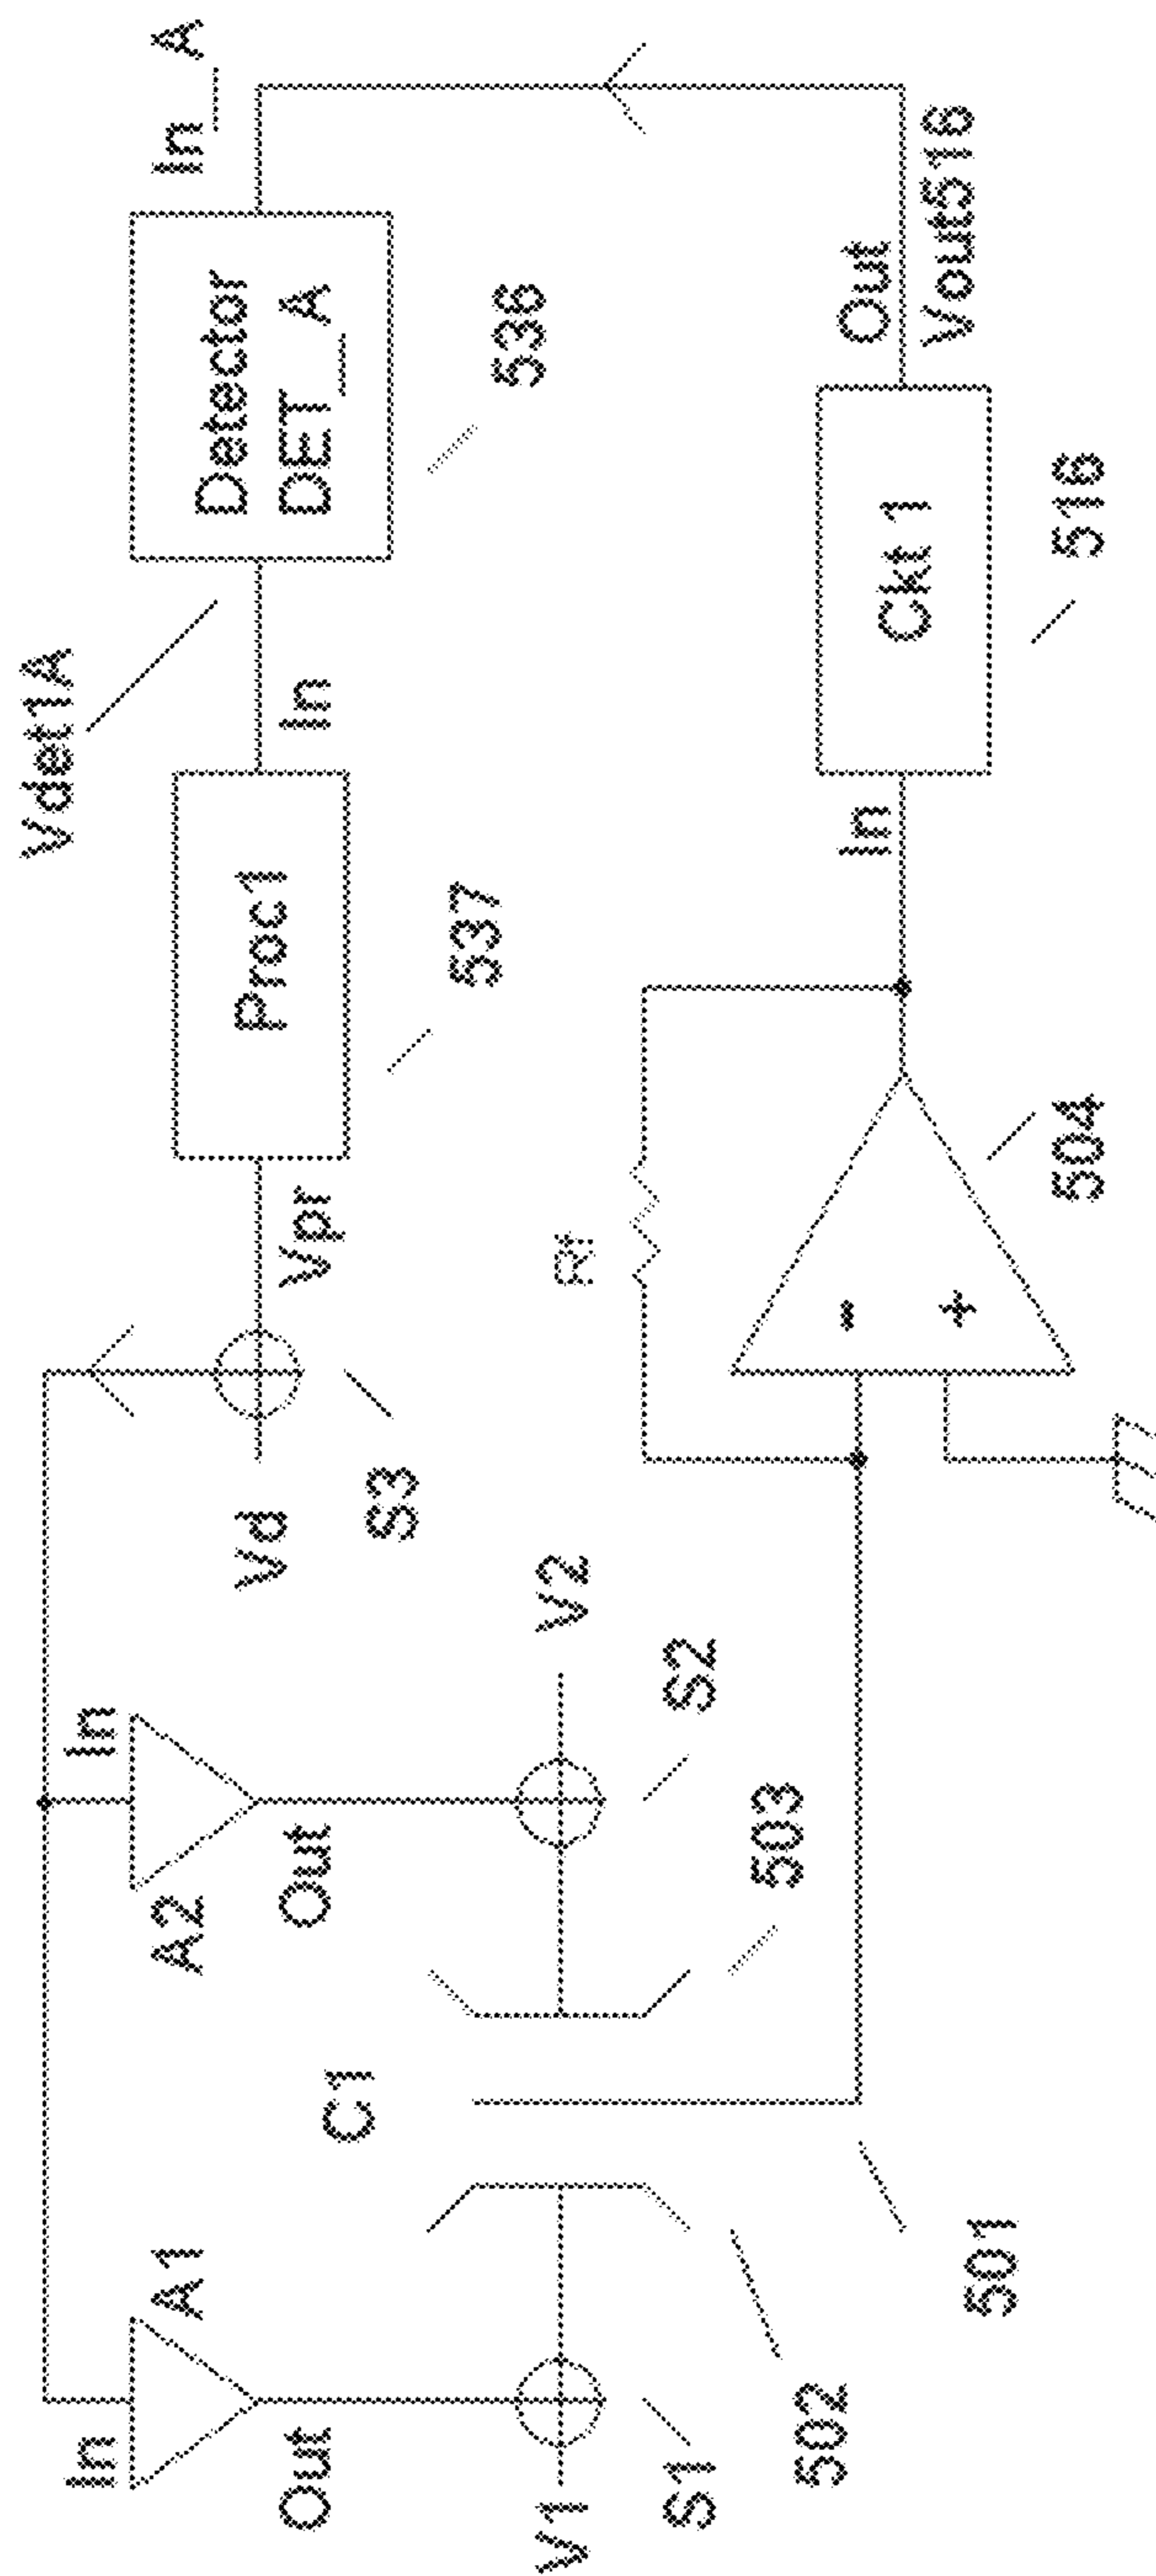 In
A1
Out
V1
S1
502
501
C1
In
A2
Out
V2
S2
503
Vd
S3
Vpr
Proc1
537
In
Vdet1A
Detector
DET_A
536
In_A
Rf
-
+
504
In
Ckt 1
516
Out
Vout516